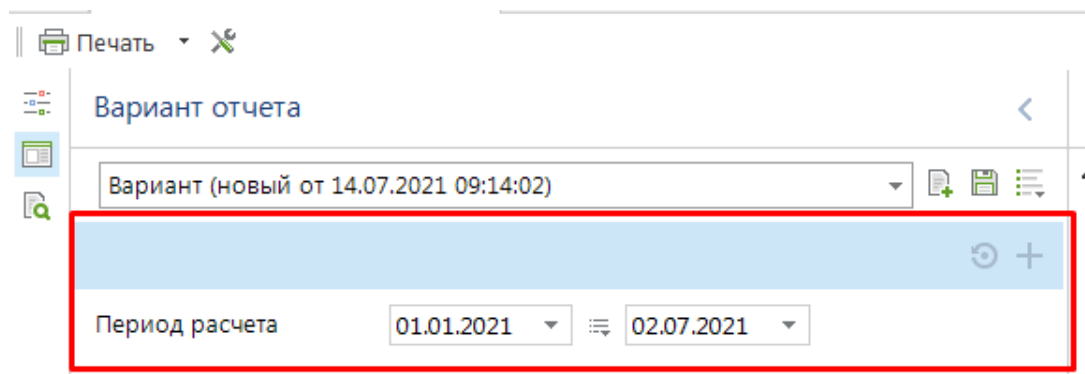 Печать
Вариант отчета
Вариант (новый от 14.07.2021 09:14:02)
Период расчета 01.01.2021 02.07.2021